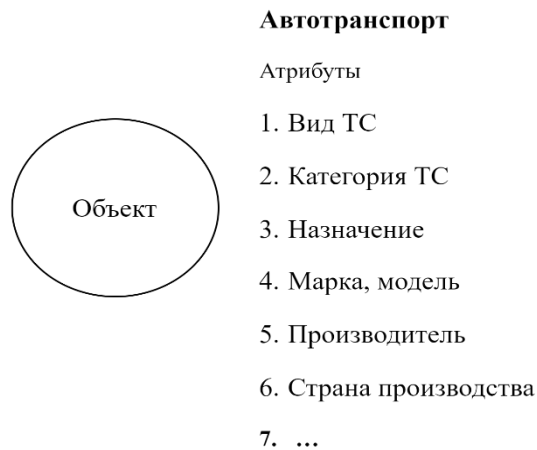 Автотранспорт
Атрибуты
1. Вид ТС
2. Категория ТС
Объект
3. Назначение
4. Марка, модель
5. Производитель
6. Страна производства
7. ...